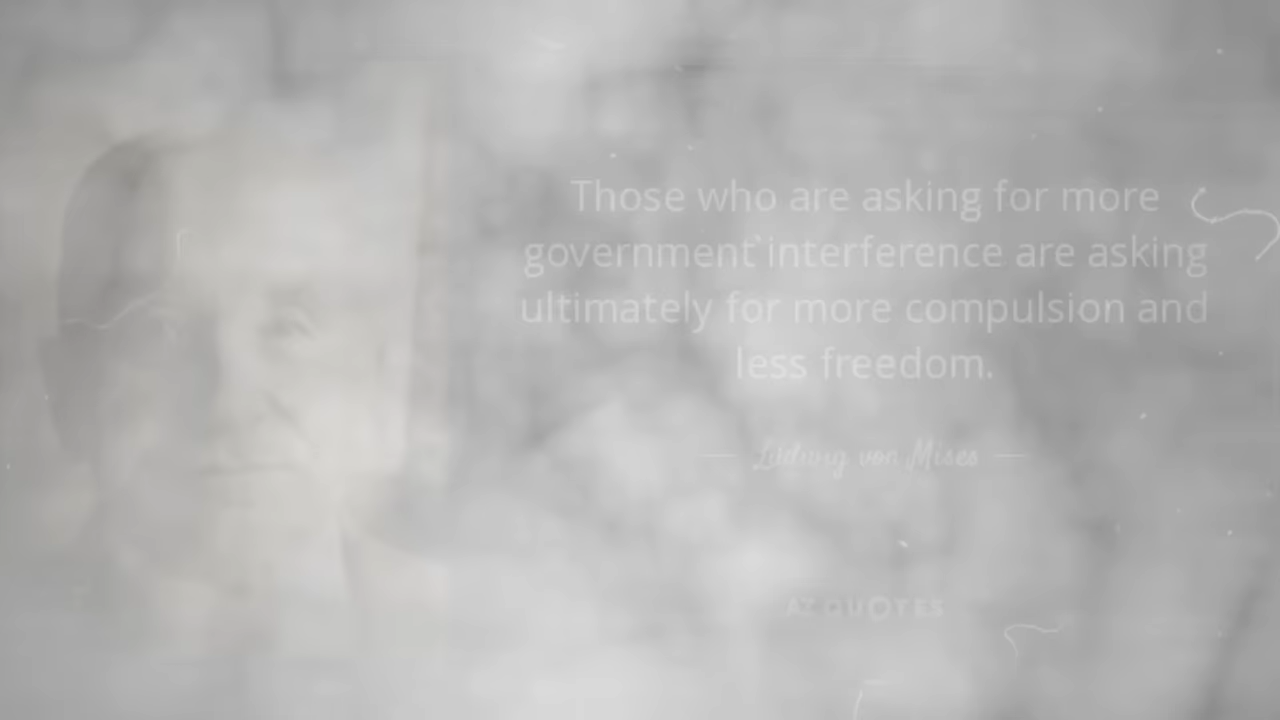 Those who are asking for more
government interference are asking
ultimately for more compulsion and
less freedom.
Ludwig von Mises
AZ QUOTES